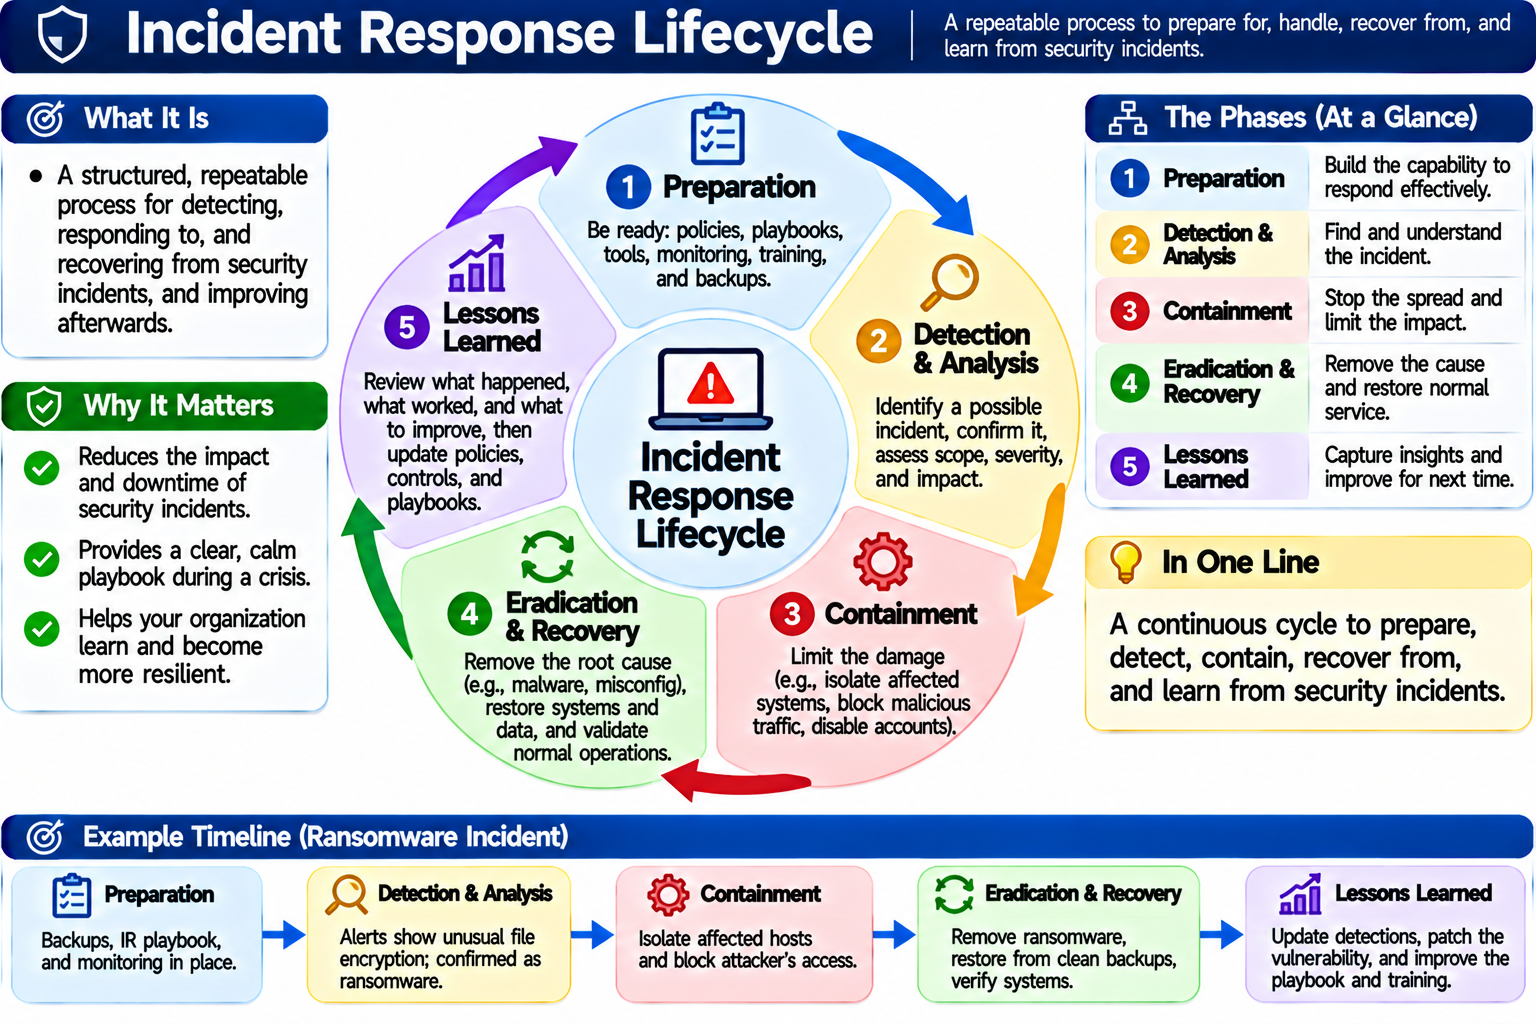 Incident Response Lifecycle
A repeatable process to prepare for, handle, recover from, and
learn from security incidents.
What It Is
• A structured, repeatable
process for detecting,
responding to, and
recovering from security
incidents, and improving
afterwards.
Why It Matters
Reduces the impact
and downtime of
security incidents.
Provides a clear, calm
playbook during a crisis.
Helps your organization
learn and become
more resilient.
1 Preparation
Be ready: policies, playbooks,
tools, monitoring, training,
and backups.
2 Detection
& Analysis
Identify a possible
incident, confirm it,
assess scope, severity,
and impact.
3 Containment
Limit the damage
(e.g., isolate affected
systems, block malicious
traffic, disable accounts).
4 Eradication
& Recovery
Remove the root cause
(e.g., malware, misconfig),
restore systems and
data, and validate
normal operations.
5 Lessons
Learned
Review what happened,
what worked, and what
to improve, then
update policies,
controls, and
playbooks.
Incident
Response
Lifecycle
The Phases (At a Glance)
1 Preparation
Build the capability to
respond effectively.
2 Detection &
Analysis
Find and understand
the incident.
3 Containment
Stop the spread and
limit the impact.
4 Eradication &
Recovery
Remove the cause
and restore normal
service.
5 Lessons
Learned
Capture insights and
improve for next time.
In One Line
A continuous cycle to prepare,
detect, contain, recover from,
and learn from security incidents.
Example Timeline (Ransomware Incident)
Preparation
Backups, IR playbook,
and monitoring in place.
Detection & Analysis
Alerts show unusual file
encryption; confirmed as
ransomware.
Containment
Isolate affected hosts
and block attacker's access.
Eradication & Recovery
Remove ransomware,
restore from clean backups,
verify systems.
Lessons Learned
Update detections, patch the
vulnerability, and improve the
playbook and training.